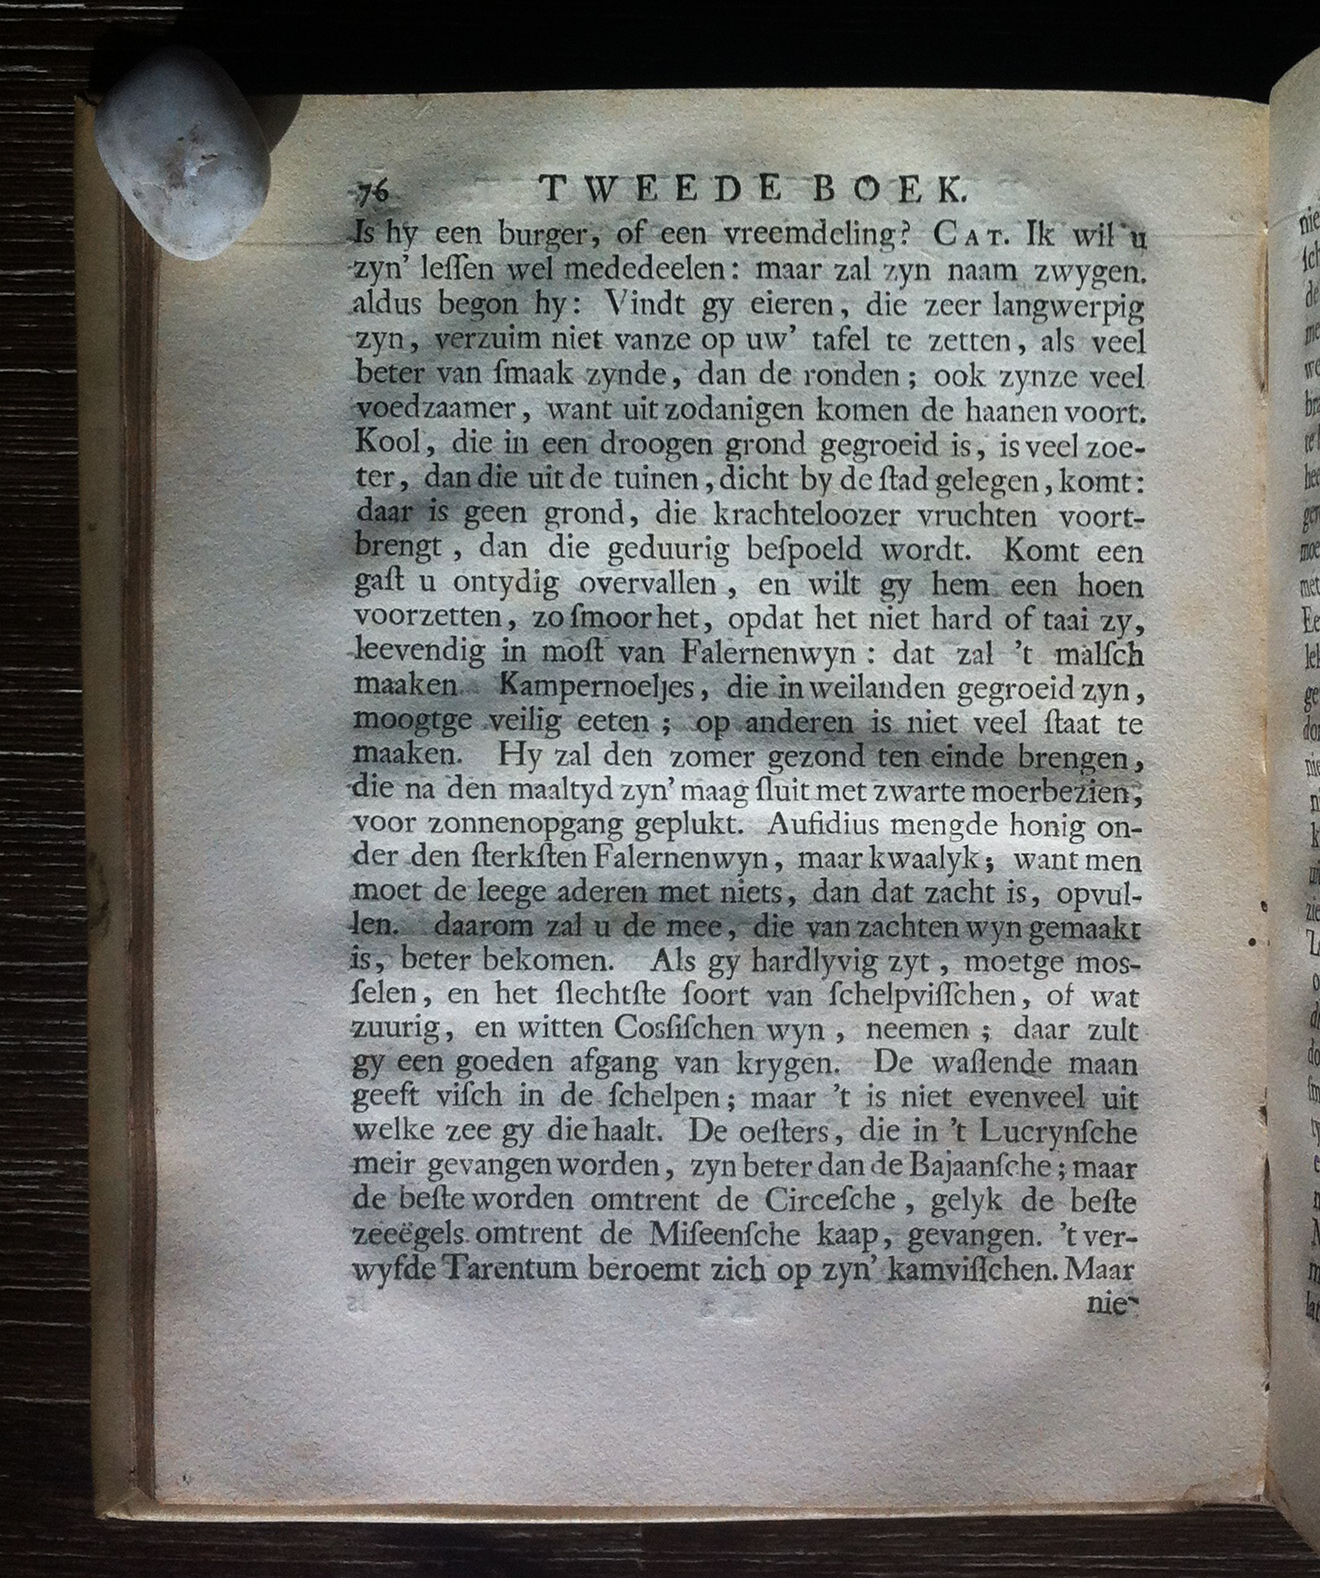 76 TWEEDE BOEK.
Is hy een burger, of een vreemdeling? CAT. Ik wil u
zyn' leſſen wel mededeelen: maar zal zyn naam zwygen.
aldus begon hy: Vindt gy eieren, die zeer langwerpig
zyn, verzuim niet vanze op uw' tafel te zetten, als veel
beter van ſmaak zynde, dan de ronden; ook zynze veel
voedzaamer, want uit zodanigen komen de haanen voort.
Kool, die in een droogen grond gegroeid is, is veel zoe-
ter, dan die uit de tuinen, dicht by de ſtad gelegen, komt:
daar is geen grond, die krachteloozer vruchten voort-
brengt, dan die geduurig beſpoeld wordt. Komt een
gaſt u ontydig overvallen, en wilt gy hem een hoen
voorzetten, zo ſmoor het, opdat het niet hard of taai zy,
leevendig in moſt van Falernenwyn: dat zal 't malſch
maaken. Kampernoeljes, die in weilanden gegroeid zyn,
moogtge veilig eeten; op anderen is niet veel ſtaat te
maaken. Hy zal den zomer gezond ten einde brengen,
die na den maaltyd zyn' maag ſluit met zwarte moerbezien,
voor zonnenopgang geplukt. Aufidius mengde honig on-
der den ſterkſten Falernenwyn, maar kwaalyk; want men
moet de leege aderen met niets, dan dat zacht is, opvul-
len. daarom zal u de mee, die van zachten wyn gemaakt
is, beter bekomen. Als gy hardlyvig zyt, moetge mos-
ſelen, en het ſlechtſte ſoort van ſchelpviſſchen, of wat
zuurig, en witten Cosſiſchen wyn, neemen; daar zult
gy een goeden afgang van krygen. De waſſende maan
geeft viſch in de ſchelpen; maar 't is niet evenveel uit
welke zee gy die haalt. De oeſters, die in 't Lucrynſche
meir gevangen worden, zyn beter dan de Bajaanſche; maar
de beſte worden omtrent de Circeſche, gelyk de beſte
zeeëgels omtrent de Miſeenſche kaap, gevangen. 't ver-
wyfde Tarentum beroemt zich op zyn' kamviſſchen. Maar
nie-